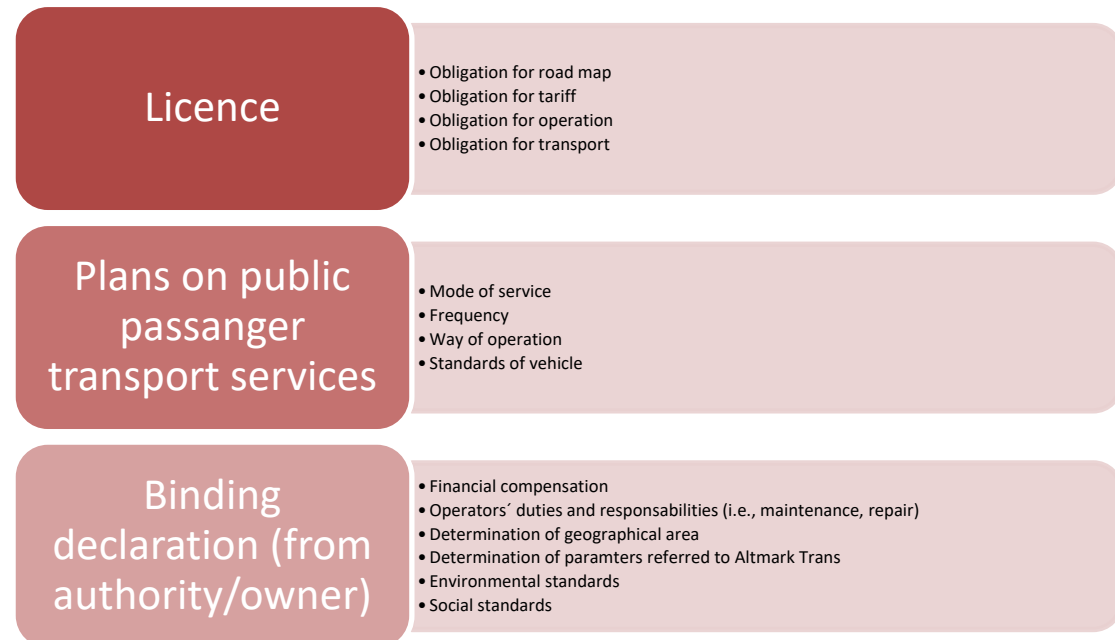 Licence
• Obligation for road map
• Obligation for tariff
• Obligation for operation
• Obligation for transport
Plans on public
passanger
transport services
• Mode of service
• Frequency
• Way of operation
• Standards of vehicle
Binding
declaration (from
authority/owner)
• Financial compensation
• Operators´ duties and responsabilities (i.e., maintenance, repair)
• Determination of geographical area
• Determination of paramters referred to Altmark Trans
• Environmental standards
• Social standards